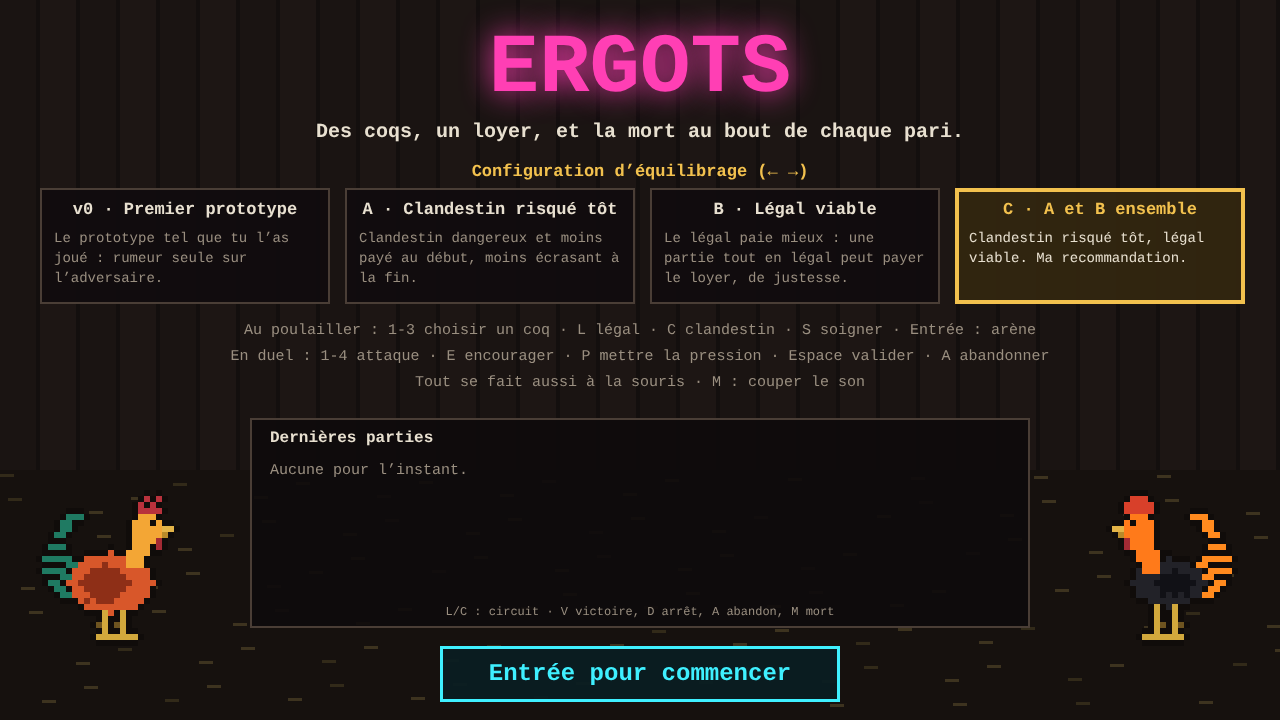 ERGOTS
Des coqs, un loyer, et la mort au bout de chaque pari.
Configuration d’équilibrage (← →)
v0 · Premier prototype
Le prototype tel que tu l’as
joué : rumeur seule sur
l’adversaire.
A · Clandestin risqué tôt
Clandestin dangereux et moins
payé au début, moins écrasant à
la fin.
B · Légal viable
Le légal paie mieux : une
partie tout en légal peut payer
le loyer, de justesse.
C · A et B ensemble
Clandestin risqué tôt, légal
viable. Ma recommandation.
Au poulailler : 1-3 choisir un coq · L légal · C clandestin · S soigner · Entrée : arène
En duel : 1-4 attaque · E encourager · P mettre la pression · Espace valider · A abandonner
Tout se fait aussi à la souris · M : couper le son
Dernières parties
Aucune pour l’instant.
L/C : circuit · V victoire, D arrêt, A abandon, M mort
Entrée pour commencer